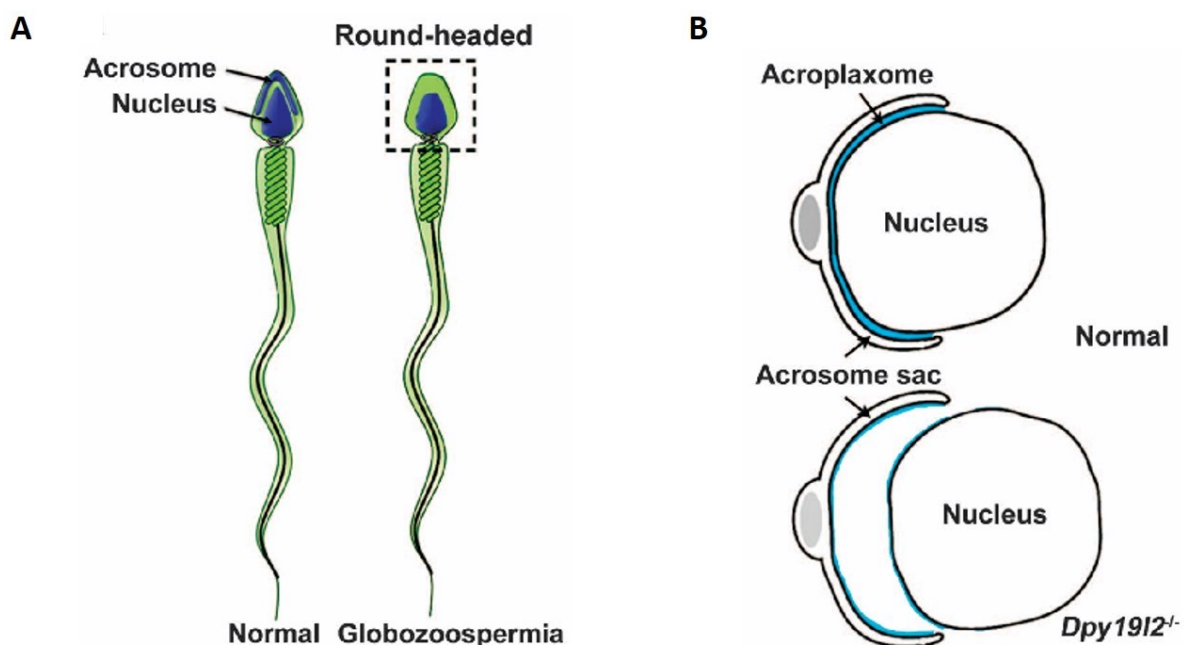 A
Round-headed
Acrosome
Nucleus
Normal
Globozoospermia
B
Acroplaxome
Nucleus
Normal
Acrosome sac
Nucleus
Dpy19l2-/-